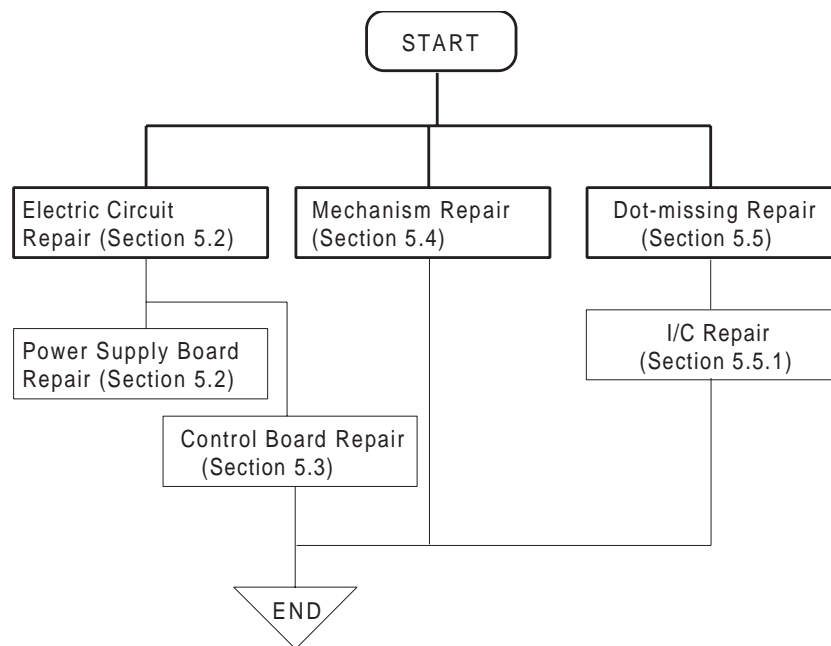 START
Electric Circuit
Repair (Section 5.2)
Mechanism Repair
(Section 5.4)
Dot-missing Repair
(Section 5.5)
Power Supply Board
Repair (Section 5.2)
I/C Repair
(Section 5.5.1)
Control Board Repair
(Section 5.3)
END